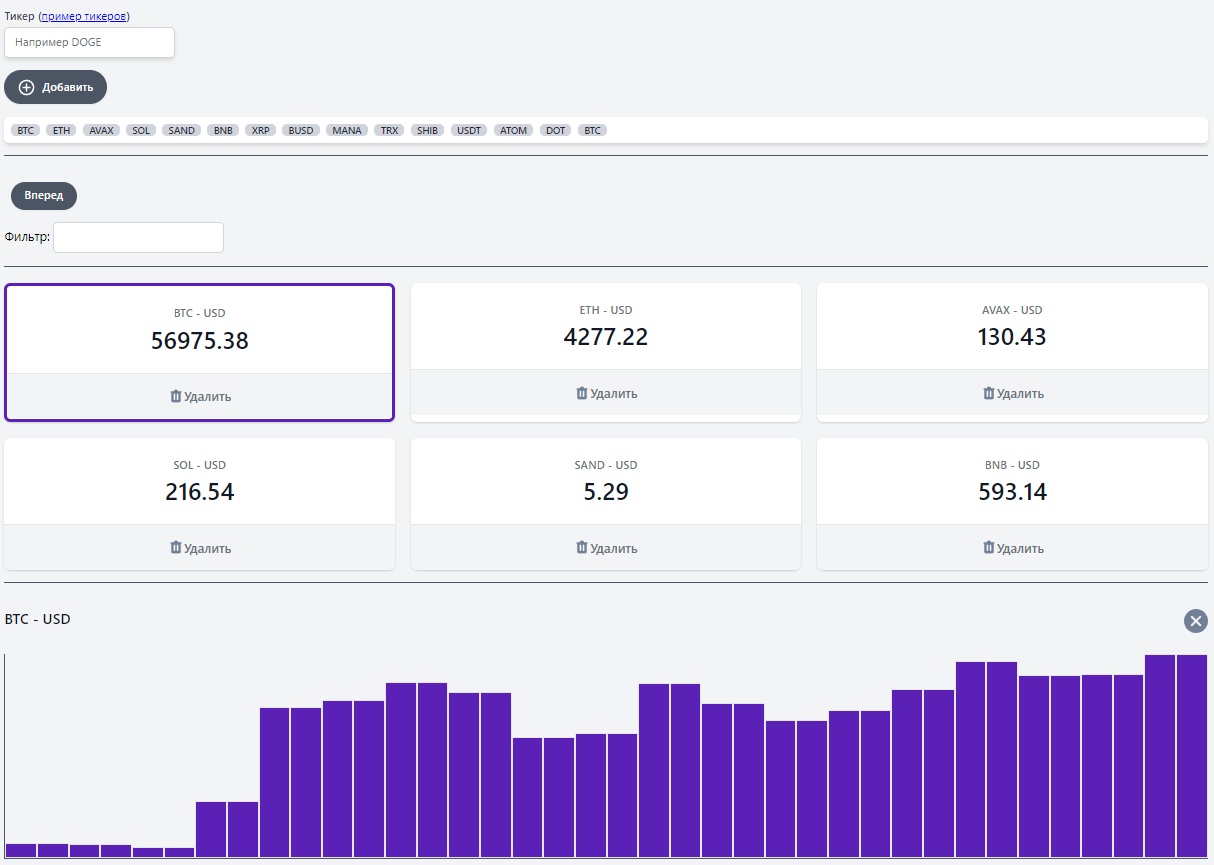 Тикер (пример тикеров)
Например DOGE
Добавить
BTC ETH AVAX SOL SAND BNB XRP BUSD MANA TRX SHIB USDT ATOM DOT BTC
Вперед
Фильтр:
BTC - USD
56975.38
Удалить
ETH - USD
4277.22
Удалить
AVAX - USD
130.43
Удалить
SOL - USD
216.54
Удалить
SAND - USD
5.29
Удалить
BNB - USD
593.14
Удалить
BTC - USD